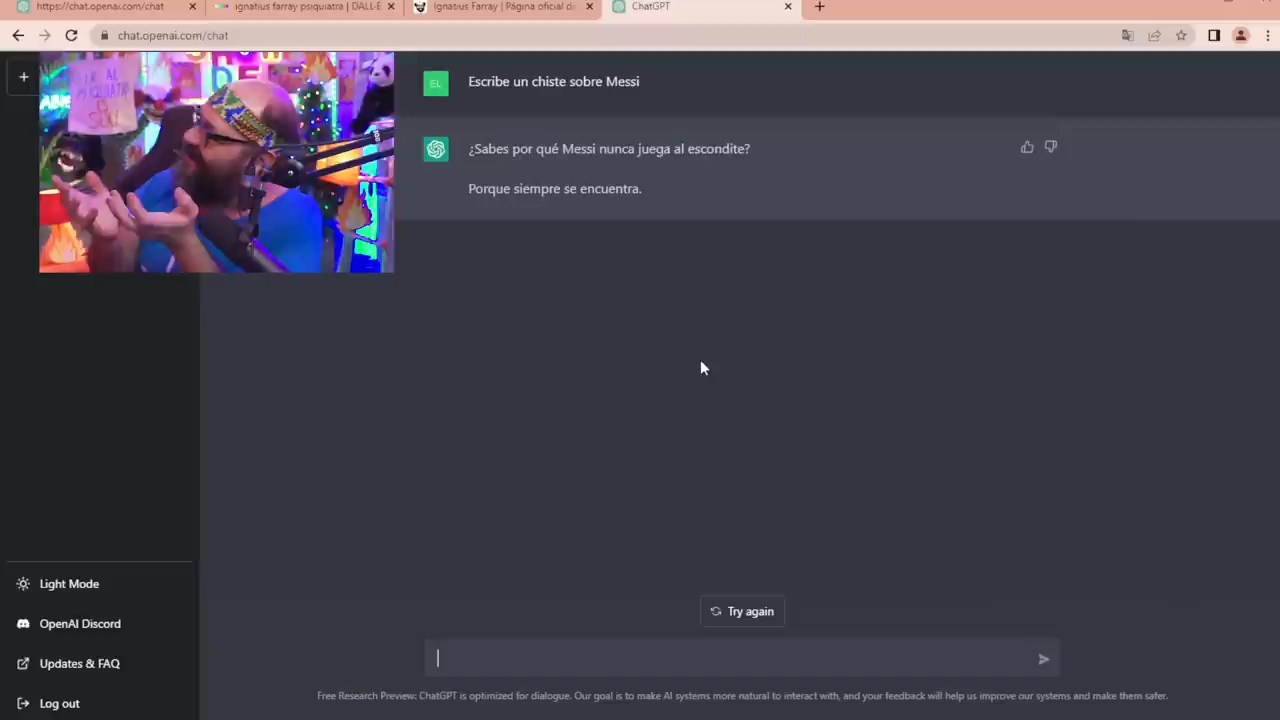 https://chat.openai.com/chat
ignatius farray psiquiatra | DALL·E
Ignatius Farray | Página oficial de
ChatGPT
chat.openai.com/chat
EL
Escribe un chiste sobre Messi
¿Sabes por qué Messi nunca juega al escondite?
Porque siempre se encuentra.
Light Mode
OpenAI Discord
Updates & FAQ
Log out
Try again
Free Research Preview: ChatGPT is optimized for dialogue. Our goal is to make AI systems more natural to interact with, and your feedback will help us improve our systems and make them safer.